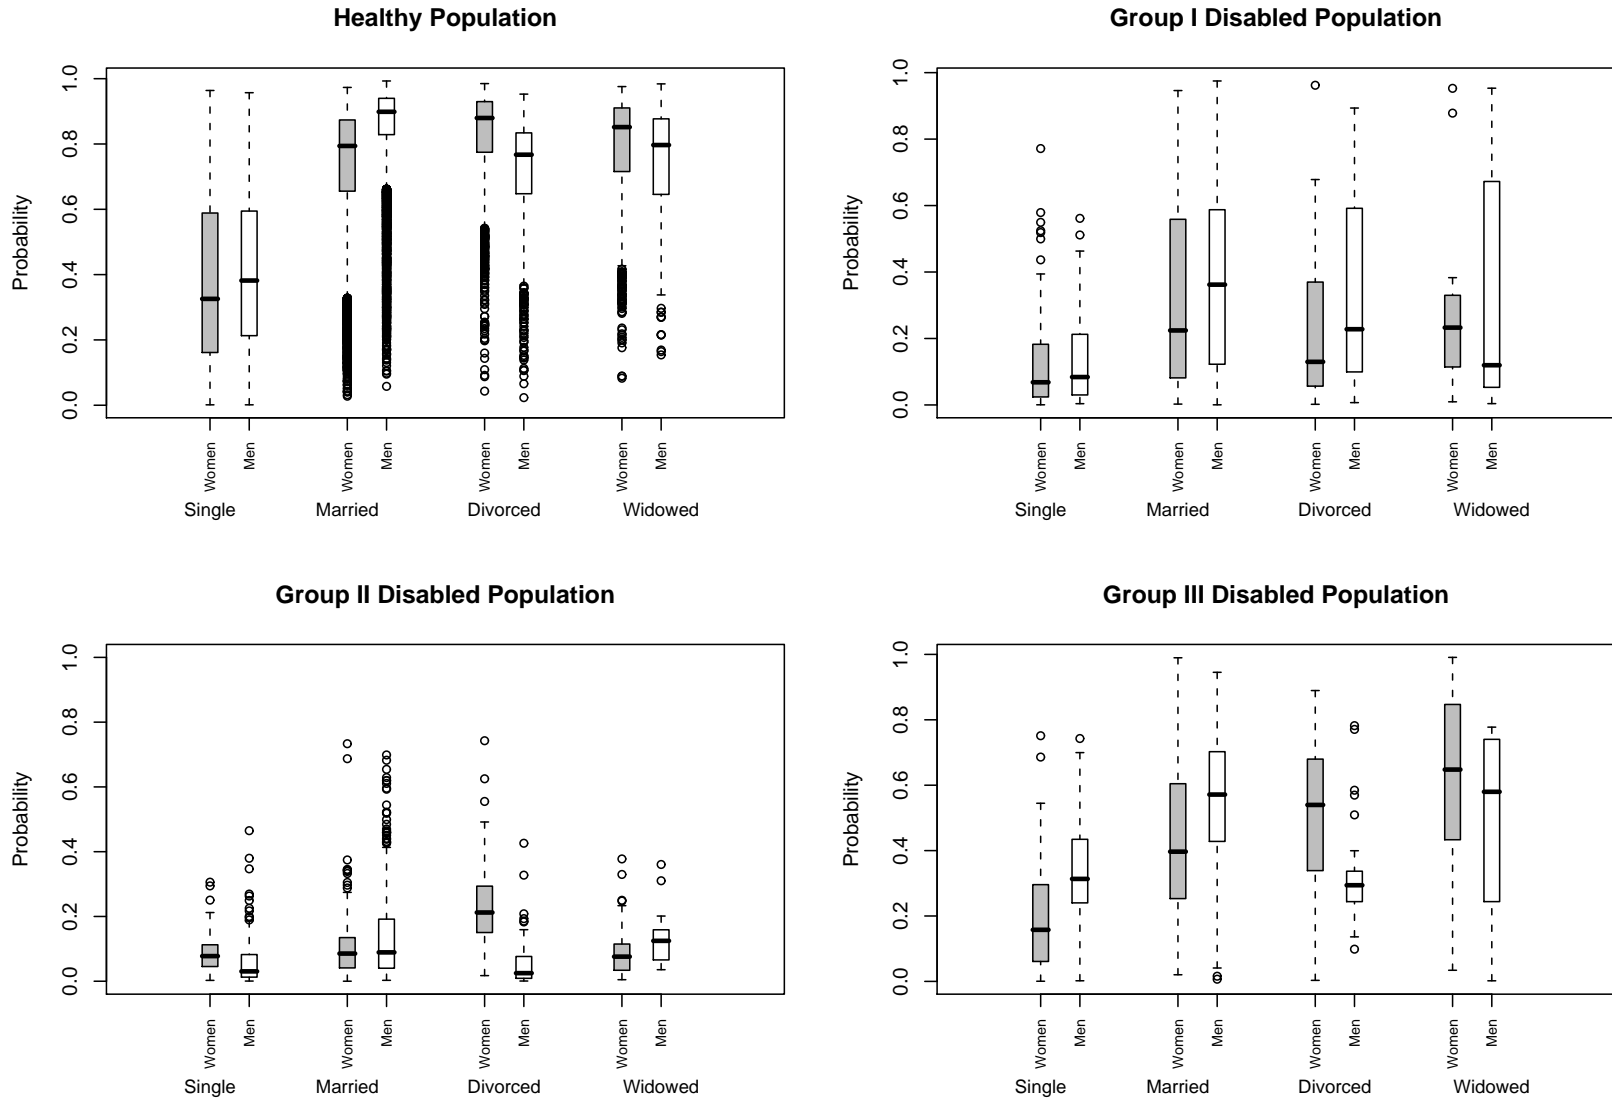 Healthy Population
Probability
1.0
0.8
0.6
0.4
0.2
0.0
Women Men Women Men Women Men Women Men
Single Married Divorced Widowed
Group I Disabled Population
Probability
1.0
0.8
0.6
0.4
0.2
0.0
Women Men Women Men Women Men Women Men
Single Married Divorced Widowed
Group II Disabled Population
Probability
1.0
0.8
0.6
0.4
0.2
0.0
Women Men Women Men Women Men Women Men
Single Married Divorced Widowed
Group III Disabled Population
Probability
1.0
0.8
0.6
0.4
0.2
0.0
Women Men Women Men Women Men Women Men
Single Married Divorced Widowed